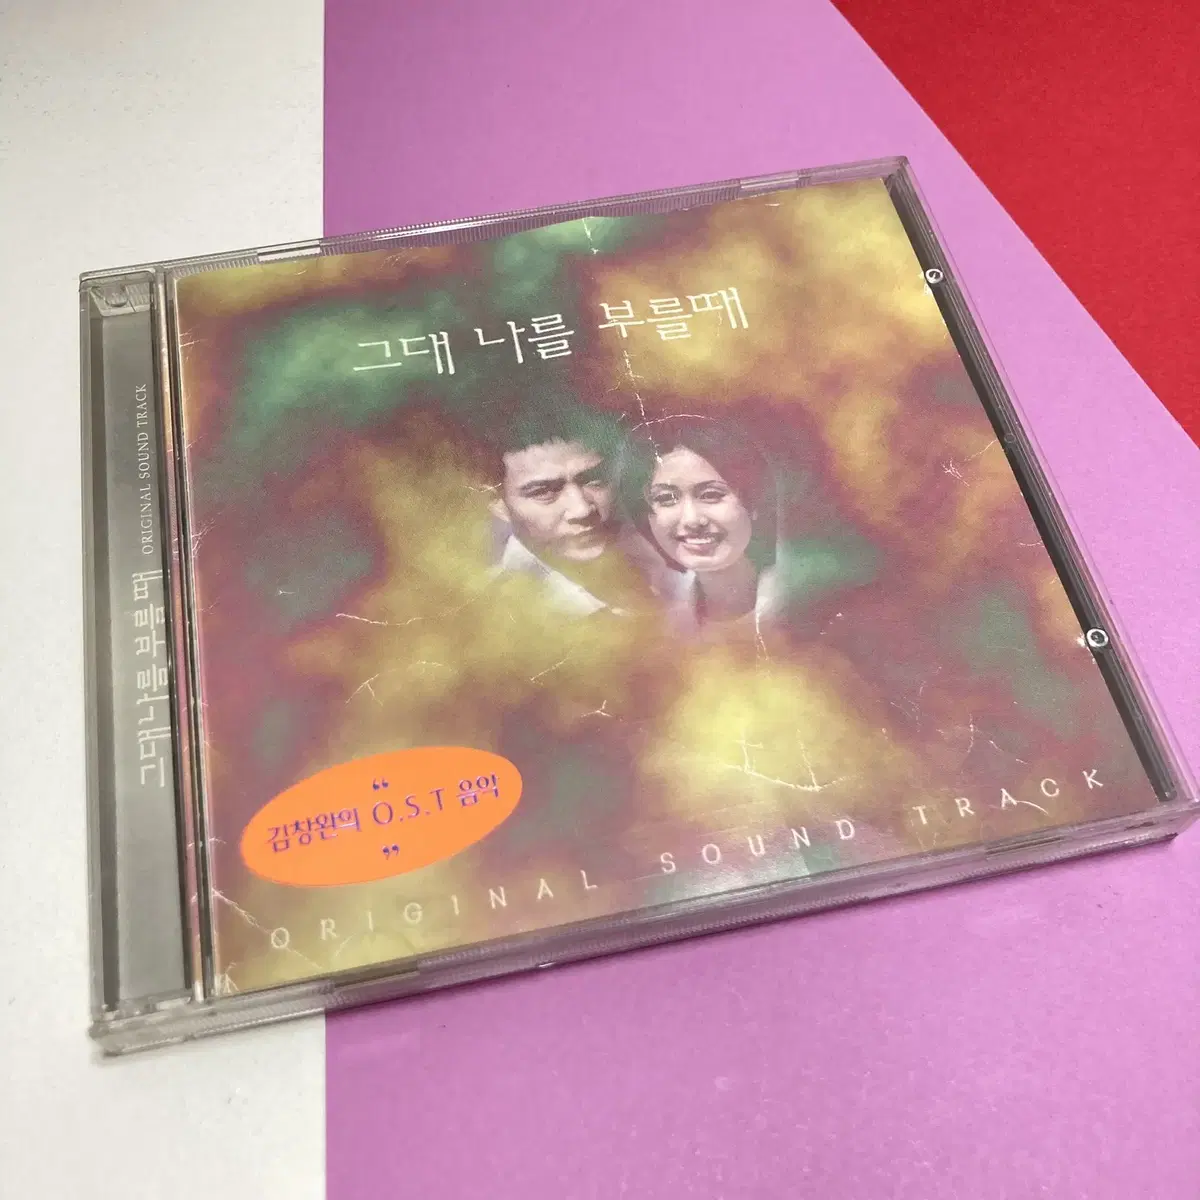 그대 나를 부를때
“
김창완의 O.S.T 음악
”
ORIGINAL SOUND TRACK
그대 나를 부를때 ORIGINAL SOUND TRACK